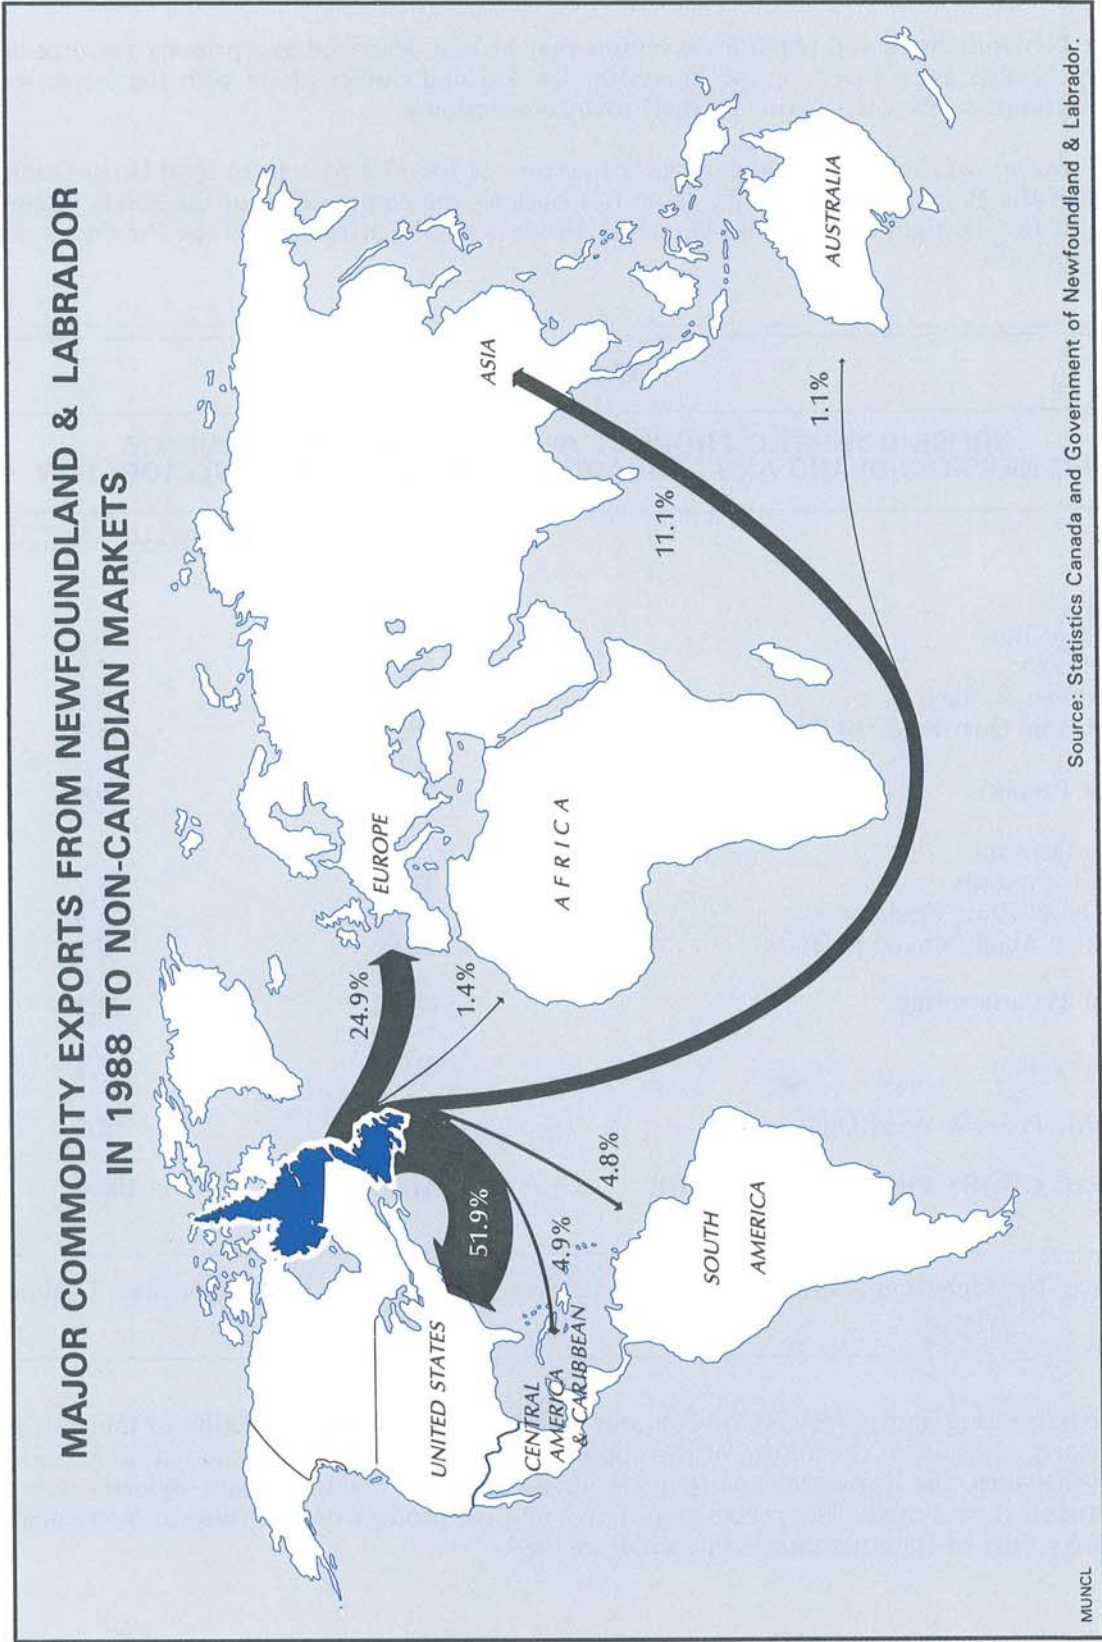 MAJOR COMMODITY EXPORTS FROM NEWFOUNDLAND & LABRADOR
IN 1988 TO NON-CANADIAN MARKETS
EUROPE
ASIA
24.9%
1.4%
UNITED STATES
51.9%
CENTRAL
AMERICA
& CARIBBEAN
4.9%
4.8%
AFRICA
11.1%
SOUTH
AMERICA
1.1%
AUSTRALIA
MUNCL
Source: Statistics Canada and Government of Newfoundland & Labrador.